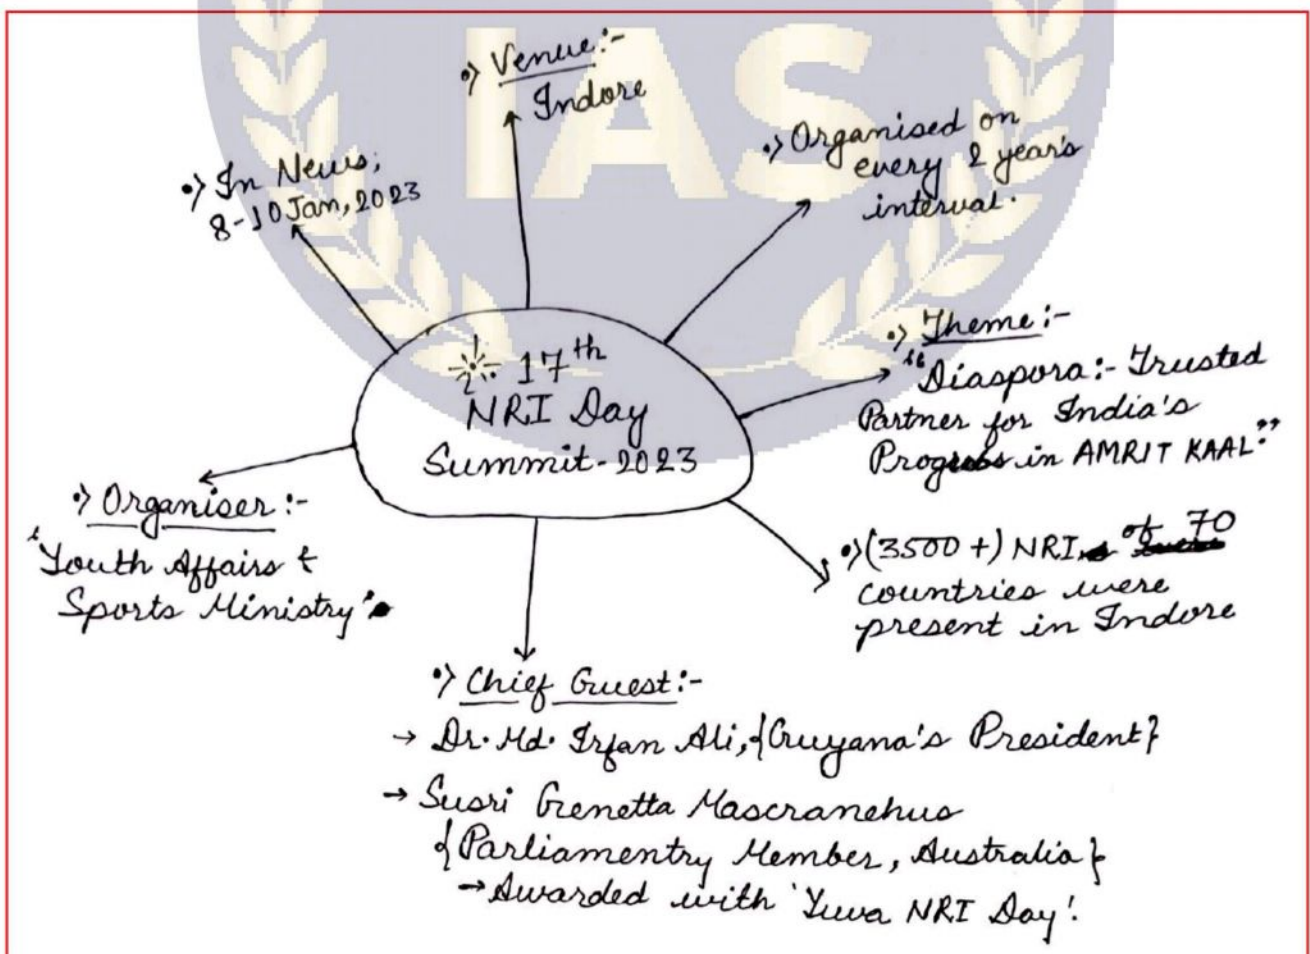 IAS
•> Venue:-
Indore
•> In News;
8-10 Jan, 2023
•> Organised on
every 2 year's
interval.
17th
NRI Day
Summit-2023
•> Theme:-
"Diaspora:- Trusted
Partner for India's
Progress in AMRIT KAAL."
•> Organiser:-
'Youth Affairs &
Sports Ministry'
•> (3500 +) NRI of 70
countries were
present in Indore
•> Chief Guest:-
→ Dr. Md. Irfan Ali, {Guyana's President}
→ Susri Genetta Mascranehus
{Parliamentry Member, Australia}
→ Awarded with 'Yuva NRI Day'.